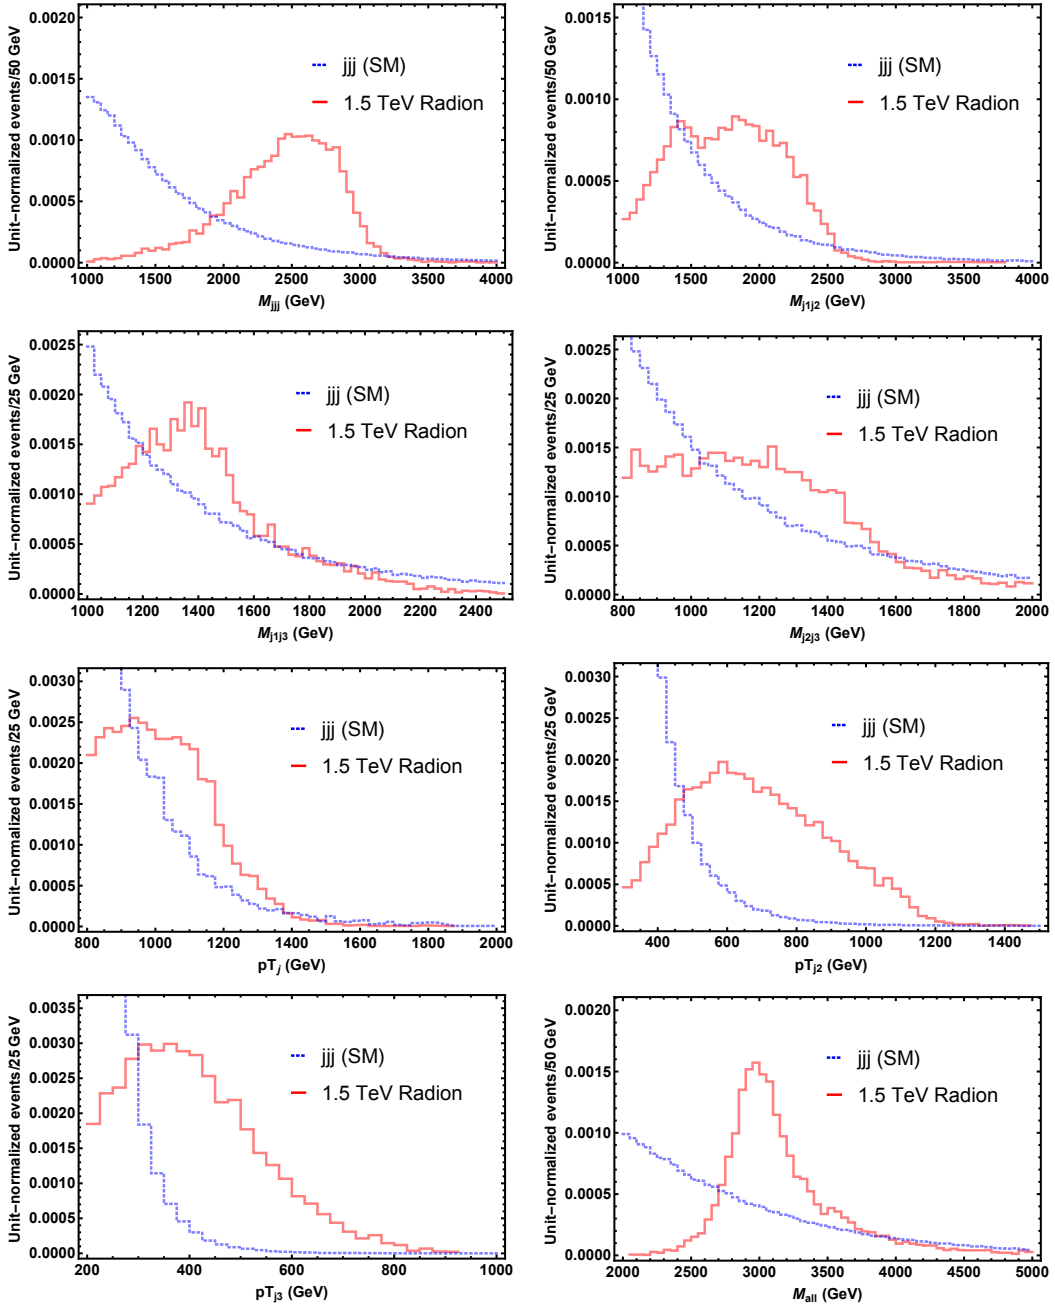 Unit-normalized events/50 GeV
0.0020
0.0015
0.0010
0.0005
0.0000
jjj (SM)
1.5 TeV Radion
1000 1500 2000 2500 3000 3500 4000
Mjjj (GeV)
Unit-normalized events/50 GeV
0.0015
0.0010
0.0005
0.0000
jjj (SM)
1.5 TeV Radion
1000 1500 2000 2500 3000 3500 4000
Mj1j2 (GeV)
Unit-normalized events/25 GeV
0.0025
0.0020
0.0015
0.0010
0.0005
0.0000
jjj (SM)
1.5 TeV Radion
1000 1200 1400 1600 1800 2000 2200 2400
Mj1j3 (GeV)
Unit-normalized events/25 GeV
0.0025
0.0020
0.0015
0.0010
0.0005
0.0000
jjj (SM)
1.5 TeV Radion
800 1000 1200 1400 1600 1800 2000
Mj2j3 (GeV)
Unit-normalized events/25 GeV
0.0030
0.0025
0.0020
0.0015
0.0010
0.0005
0.0000
jjj (SM)
1.5 TeV Radion
800 1000 1200 1400 1600 1800 2000
pTj (GeV)
Unit-normalized events/25 GeV
0.0030
0.0025
0.0020
0.0015
0.0010
0.0005
0.0000
jjj (SM)
1.5 TeV Radion
400 600 800 1000 1200 1400
pTj2 (GeV)
Unit-normalized events/25 GeV
0.0035
0.0030
0.0025
0.0020
0.0015
0.0010
0.0005
0.0000
jjj (SM)
1.5 TeV Radion
200 400 600 800 1000
pTj3 (GeV)
Unit-normalized events/50 GeV
0.0020
0.0015
0.0010
0.0005
0.0000
jjj (SM)
1.5 TeV Radion
2000 2500 3000 3500 4000 4500 5000
Mall (GeV)